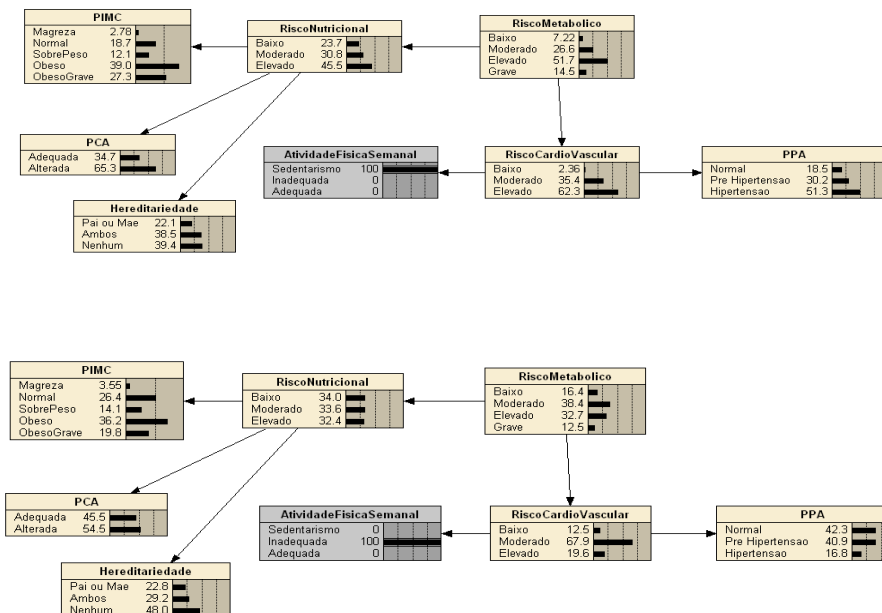 PIMC
Magreza 2.78
Normal 18.7
SobrePeso 12.1
Obeso 39.0
ObesoGrave 27.3
RiscoNutricional
Baixo 23.7
Moderado 30.8
Elevado 45.5
RiscoMetabolico
Baixo 7.22
Moderado 26.6
Elevado 51.7
Grave 14.5
PCA
Adequada 34.7
Alterada 65.3
AtividadeFisicaSemanal
Sedentarismo 100
Inadequada 0
Adequada 0
RiscoCardioVascular
Baixo 2.36
Moderado 35.4
Elevado 62.3
PPA
Normal 18.5
Pre Hipertensao 30.2
Hipertensao 51.3
Hereditariedade
Pai ou Mae 22.1
Ambos 38.5
Nenhum 39.4
PIMC
Magreza 3.55
Normal 26.4
SobrePeso 14.1
Obeso 36.2
ObesoGrave 19.8
RiscoNutricional
Baixo 34.0
Moderado 33.6
Elevado 32.4
RiscoMetabolico
Baixo 16.4
Moderado 38.4
Elevado 32.7
Grave 12.5
PCA
Adequada 45.5
Alterada 54.5
AtividadeFisicaSemanal
Sedentarismo 0
Inadequada 100
Adequada 0
RiscoCardioVascular
Baixo 12.5
Moderado 67.9
Elevado 19.6
PPA
Normal 42.3
Pre Hipertensao 40.9
Hipertensao 16.8
Hereditariedade
Pai ou Mae 22.8
Ambos 29.2
Nenhum 48.0